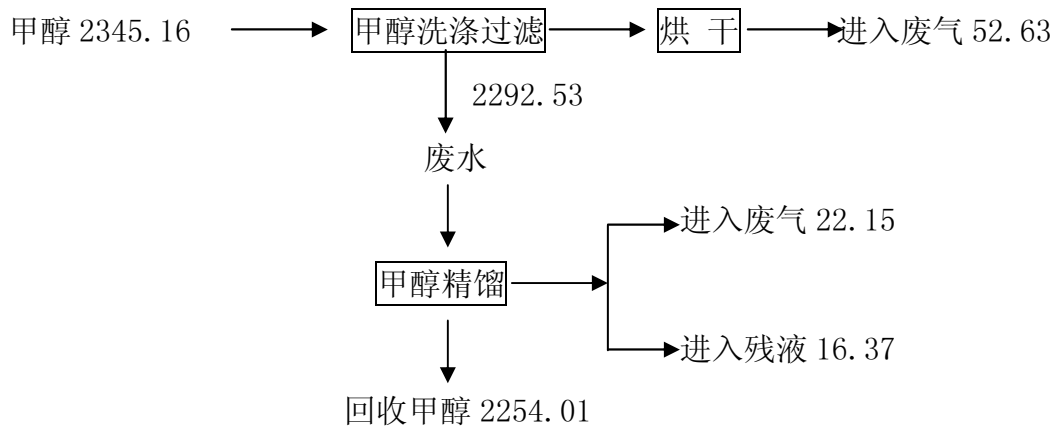 甲醇 2345.16
甲醇洗涤过滤
烘 干
进入废气 52.63
2292.53
废水
进入废气 22.15
甲醇精馏
进入残液 16.37
回收甲醇 2254.01